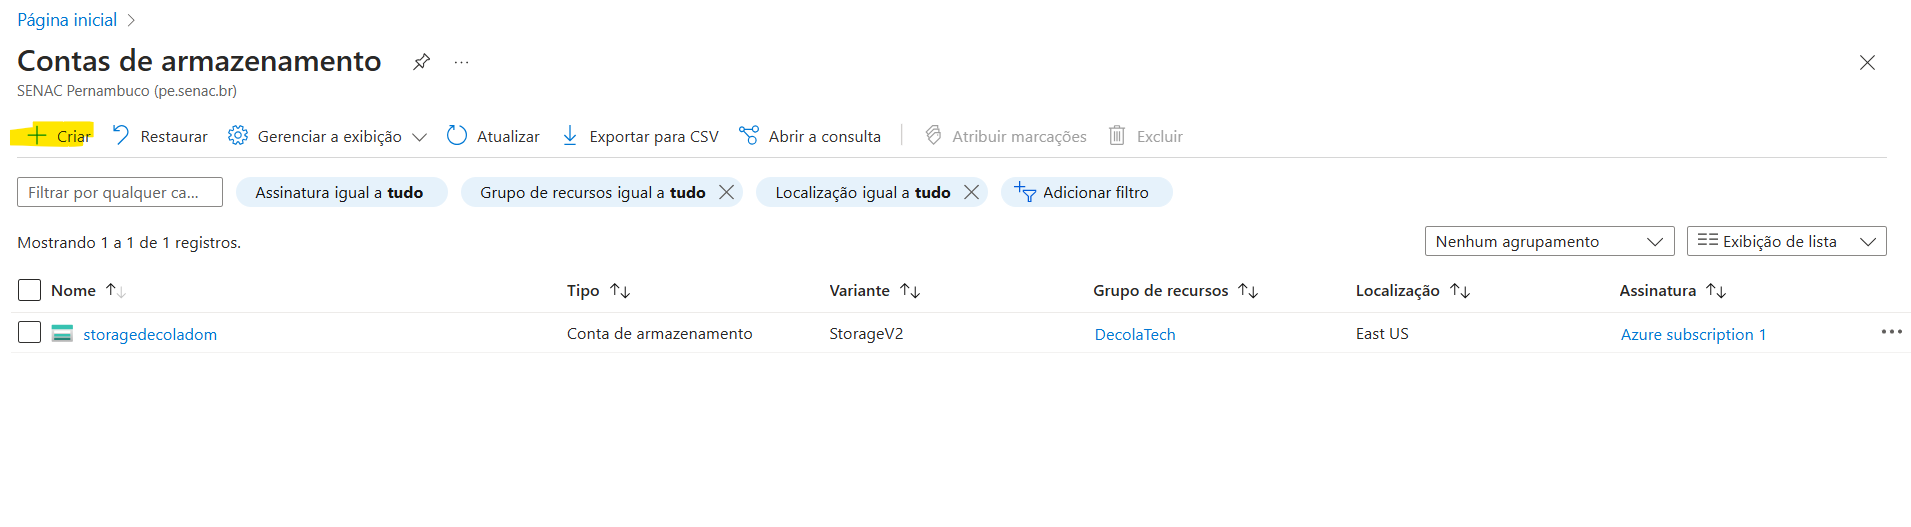 Página inicial
Contas de armazenamento ...
SENAC Pernambuco (pe.senac.br)
Criar Restaurar Gerenciar a exibição Atualizar Exportar para CSV Abrir a consulta Atribuir marcações Excluir
Filtrar por qualquer ca... Assinatura igual a tudo Grupo de recursos igual a tudo Localização igual a tudo Adicionar filtro
Mostrando 1 a 1 de 1 registros. Nenhum agrupamento Exibição de lista
Nome Tipo Variante Grupo de recursos Localização Assinatura
storagedecoladom Conta de armazenamento StorageV2 DecolaTech East US Azure subscription 1 ...